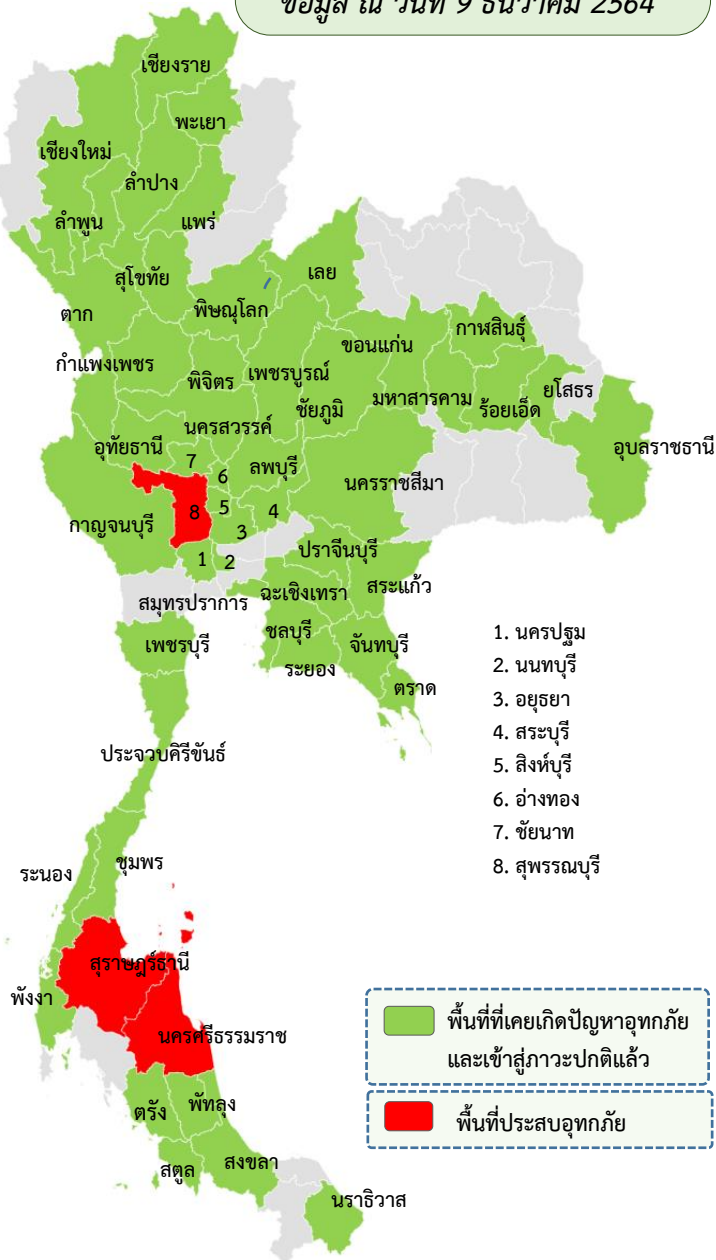 ข้อมูล ณ วันที่ 9 ธันวาคม 2564
เชียงราย
พะเยา
เชียงใหม่
ลำปาง
ลำพูน
แพร่
สุโขทัย
เลย
ตาก
พิษณุโลก
กาฬสินธุ์
ขอนแก่น
กำแพงเพชร
พิจิตร
เพชรบูรณ์
มหาสารคาม
ยโสธร
ชัยภูมิ
ร้อยเอ็ด
นครสวรรค์
อุทัยธานี
อุบลราชธานี
7
6
ลพบุรี
นครราชสีมา
8
5
4
กาญจนบุรี
3
1
2
ปราจีนบุรี
สระแก้ว
ฉะเชิงเทรา
สมุทรปราการ
ชลบุรี
จันทบุรี
เพชรบุรี
ระยอง
ตราด
1. นครปฐม
2. นนทบุรี
3. อยุธยา
4. สระบุรี
5. สิงห์บุรี
6. อ่างทอง
7. ชัยนาท
8. สุพรรณบุรี
ประจวบคิรีขันธ์
ชุมพร
ระนอง
สุราษฎร์ธานี
พังงา
นครศรีธรรมราช
พื้นที่ที่เคยเกิดปัญหาอุทกภัย
และเข้าสู่ภาวะปกติแล้ว
พื้นที่ประสบอุทกภัย
ตรัง
พัทลุง
สตูล
สงขลา
นราธิวาส